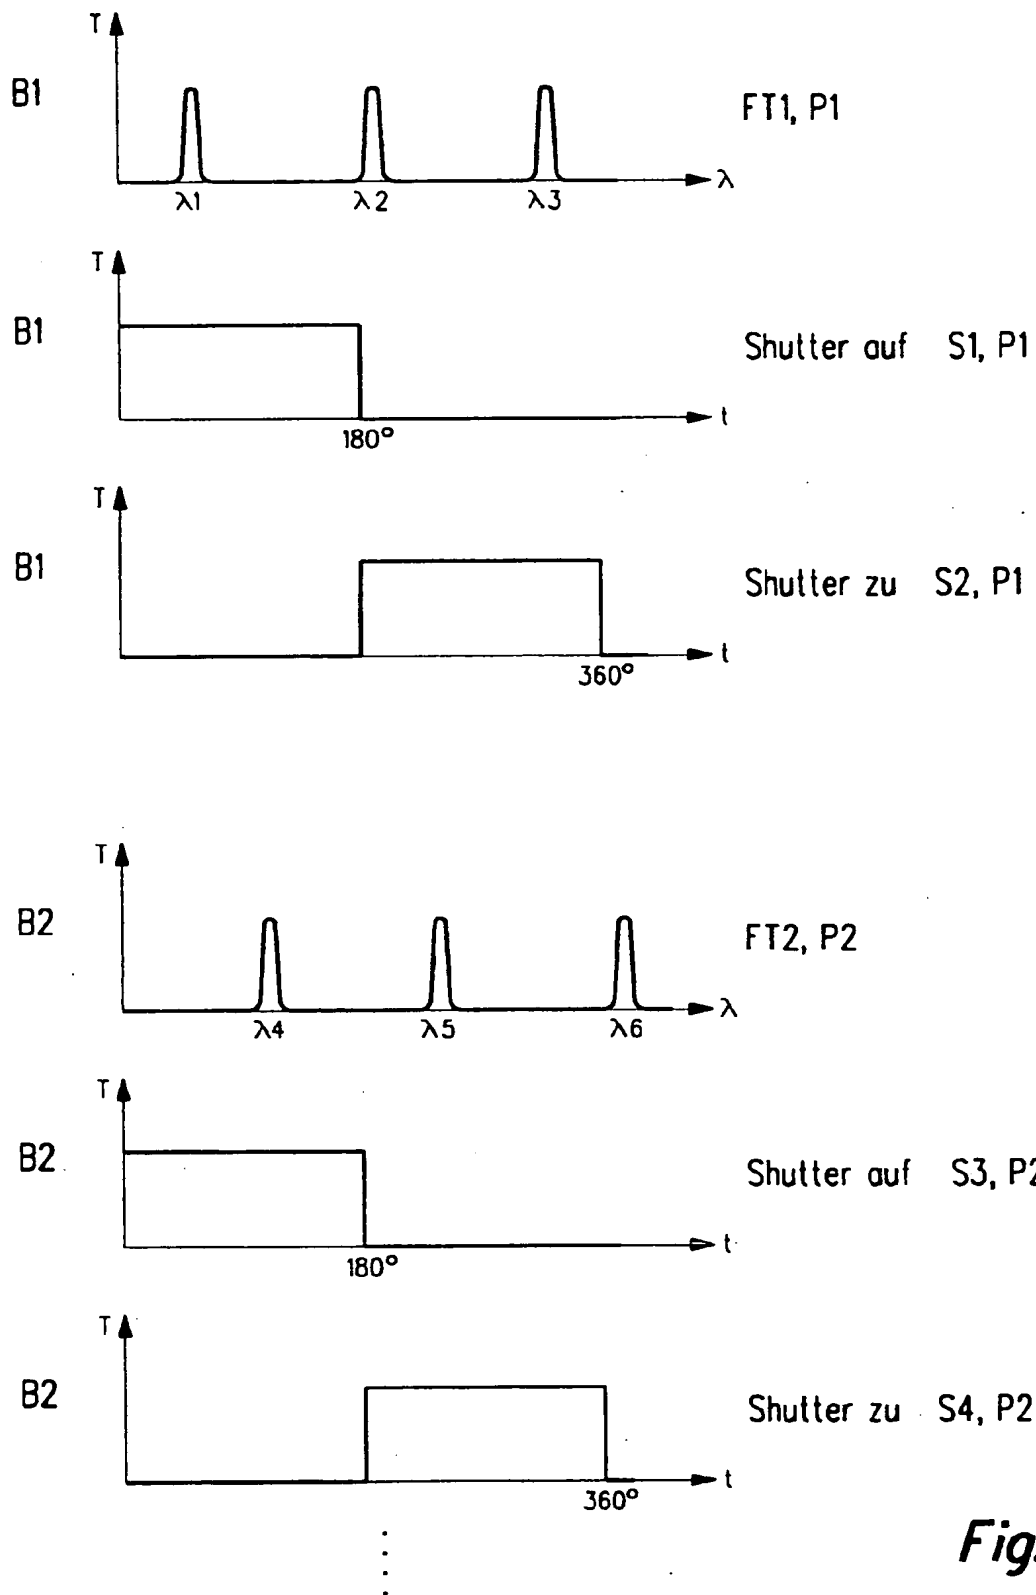 T
B1
FT1, P1
λ
λ1 λ2 λ3
T
B1
Shutter auf S1, P1
t
180°
T
B1
Shutter zu S2, P1
t
360°
T
B2
FT2, P2
λ
λ4 λ5 λ6
T
B2
Shutter auf S3, P2
t
180°
T
B2
Shutter zu S4, P2
t
360°
Fig.